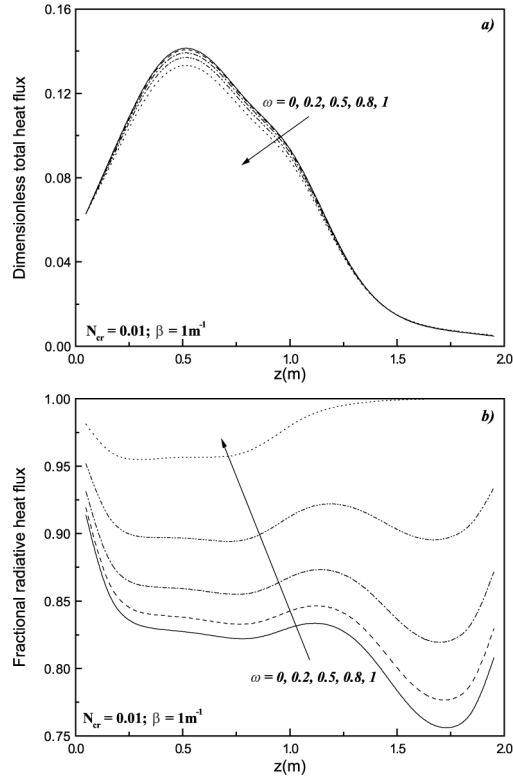 0.16
a)
0.12
ω = 0, 0.2, 0.5, 0.8, 1
0.08
Dimensionless total heat flux
0.04
N_cr = 0.01; β = 1m⁻¹
0.00
0.0 0.5 1.0 1.5 2.0
z(m)
1.00
b)
0.95
0.90
Fractional radiative heat flux
0.85
0.80
ω = 0, 0.2, 0.5, 0.8, 1
N_cr = 0.01; β = 1m⁻¹
0.75
0.0 0.5 1.0 1.5 2.0
z(m)